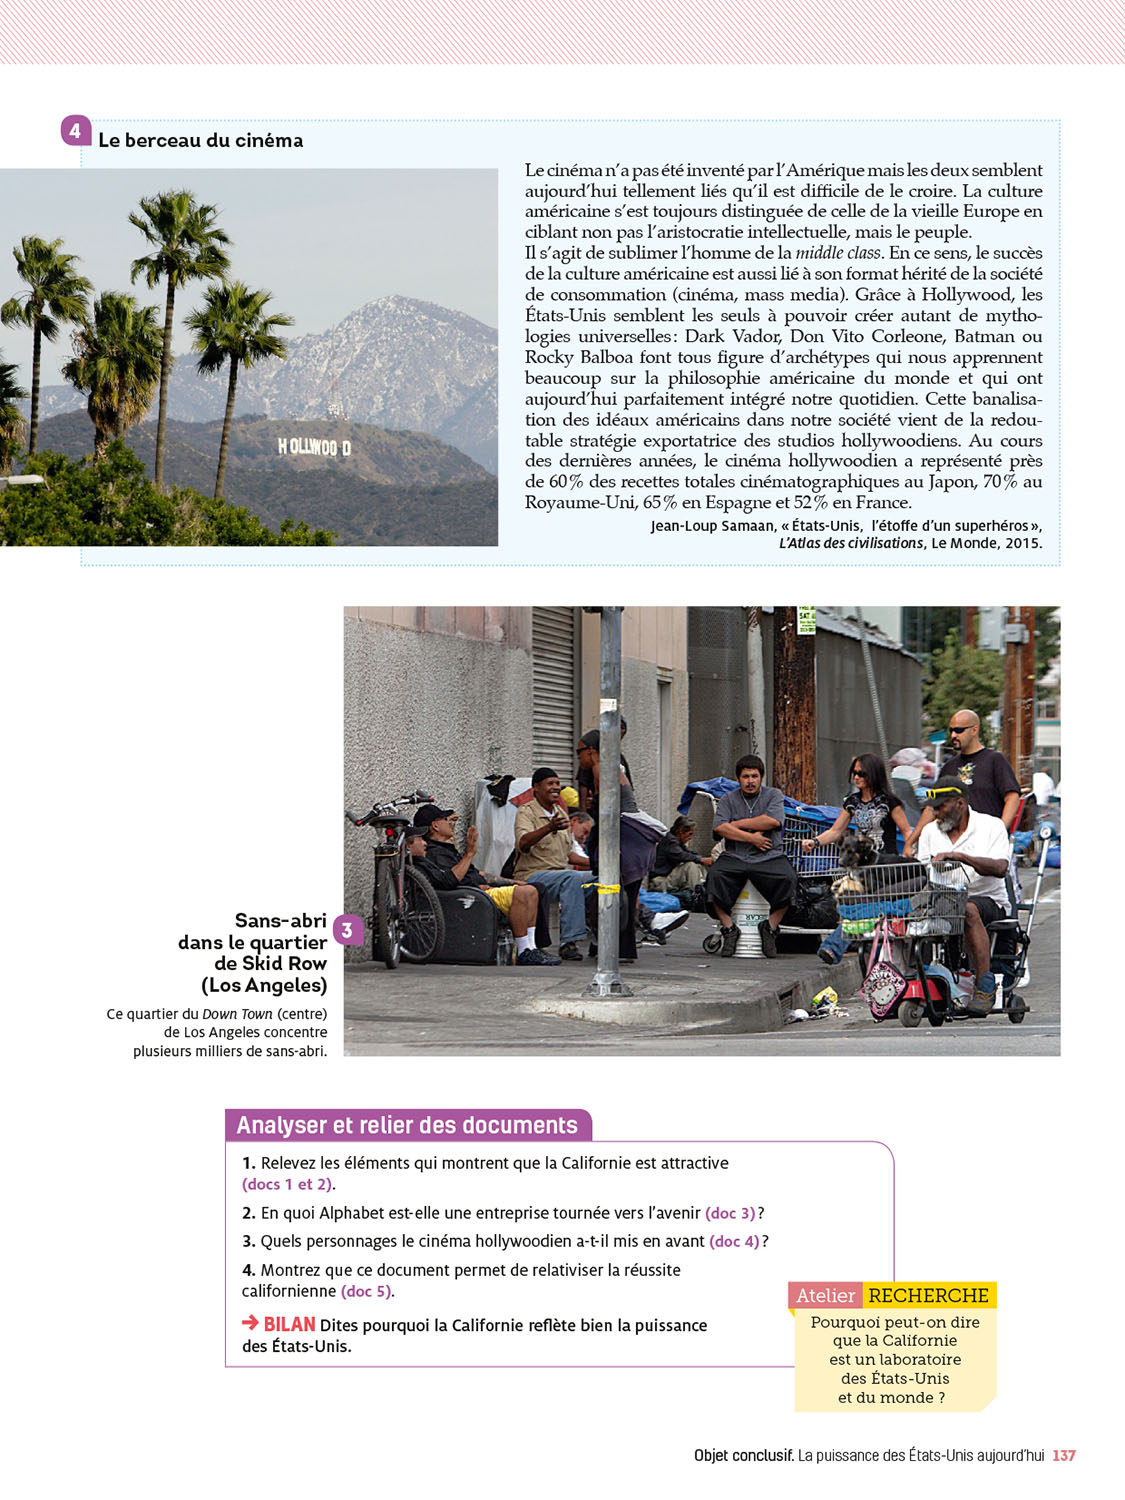 4 Le berceau du cinéma
HOLLYWOOD
Le cinéma n'a pas été inventé par l'Amérique mais les deux semblent
aujourd'hui tellement liés qu'il est difficile de le croire. La culture
américaine s'est toujours distinguée de celle de la vieille Europe en
ciblant non pas l'aristocratie intellectuelle, mais le peuple.
Il s'agit de sublimer l'homme de la middle class. En ce sens, le succès
de la culture américaine est aussi lié à son format hérité de la société
de consommation (cinéma, mass media). Grâce à Hollywood, les
États-Unis semblent les seuls à pouvoir créer autant de mytho-
logies universelles : Dark Vador, Don Vito Corleone, Batman ou
Rocky Balboa font tous figure d'archétypes qui nous apprennent
beaucoup sur la philosophie américaine du monde et qui ont
aujourd'hui parfaitement intégré notre quotidien. Cette banalisa-
tion des idéaux américains dans notre société vient de la redou-
table stratégie exportatrice des studios hollywoodiens. Au cours
des dernières années, le cinéma hollywoodien a représenté près
de 60 % des recettes totales cinématographiques au Japon, 70 % au
Royaume-Uni, 65 % en Espagne et 52 % en France.
Jean-Loup Samaan, « États-Unis, l'étoffe d'un superhéros »,
L'Atlas des civilisations, Le Monde, 2015.
SAT
Sans-abri
dans le quartier
de Skid Row
(Los Angeles)
3
Ce quartier du Down Town (centre)
de Los Angeles concentre
plusieurs milliers de sans-abri.
Analyser et relier des documents
1. Relevez les éléments qui montrent que la Californie est attractive
(docs 1 et 2).
2. En quoi Alphabet est-elle une entreprise tournée vers l'avenir (doc 3) ?
3. Quels personnages le cinéma hollywoodien a-t-il mis en avant (doc 4) ?
4. Montrez que ce document permet de relativiser la réussite
californienne (doc 5).
→ BILAN Dites pourquoi la Californie reflète bien la puissance
des États-Unis.
Atelier RECHERCHE
Pourquoi peut-on dire
que la Californie
est un laboratoire
des États-Unis
et du monde ?
Objet conclusif. La puissance des États-Unis aujourd'hui 137